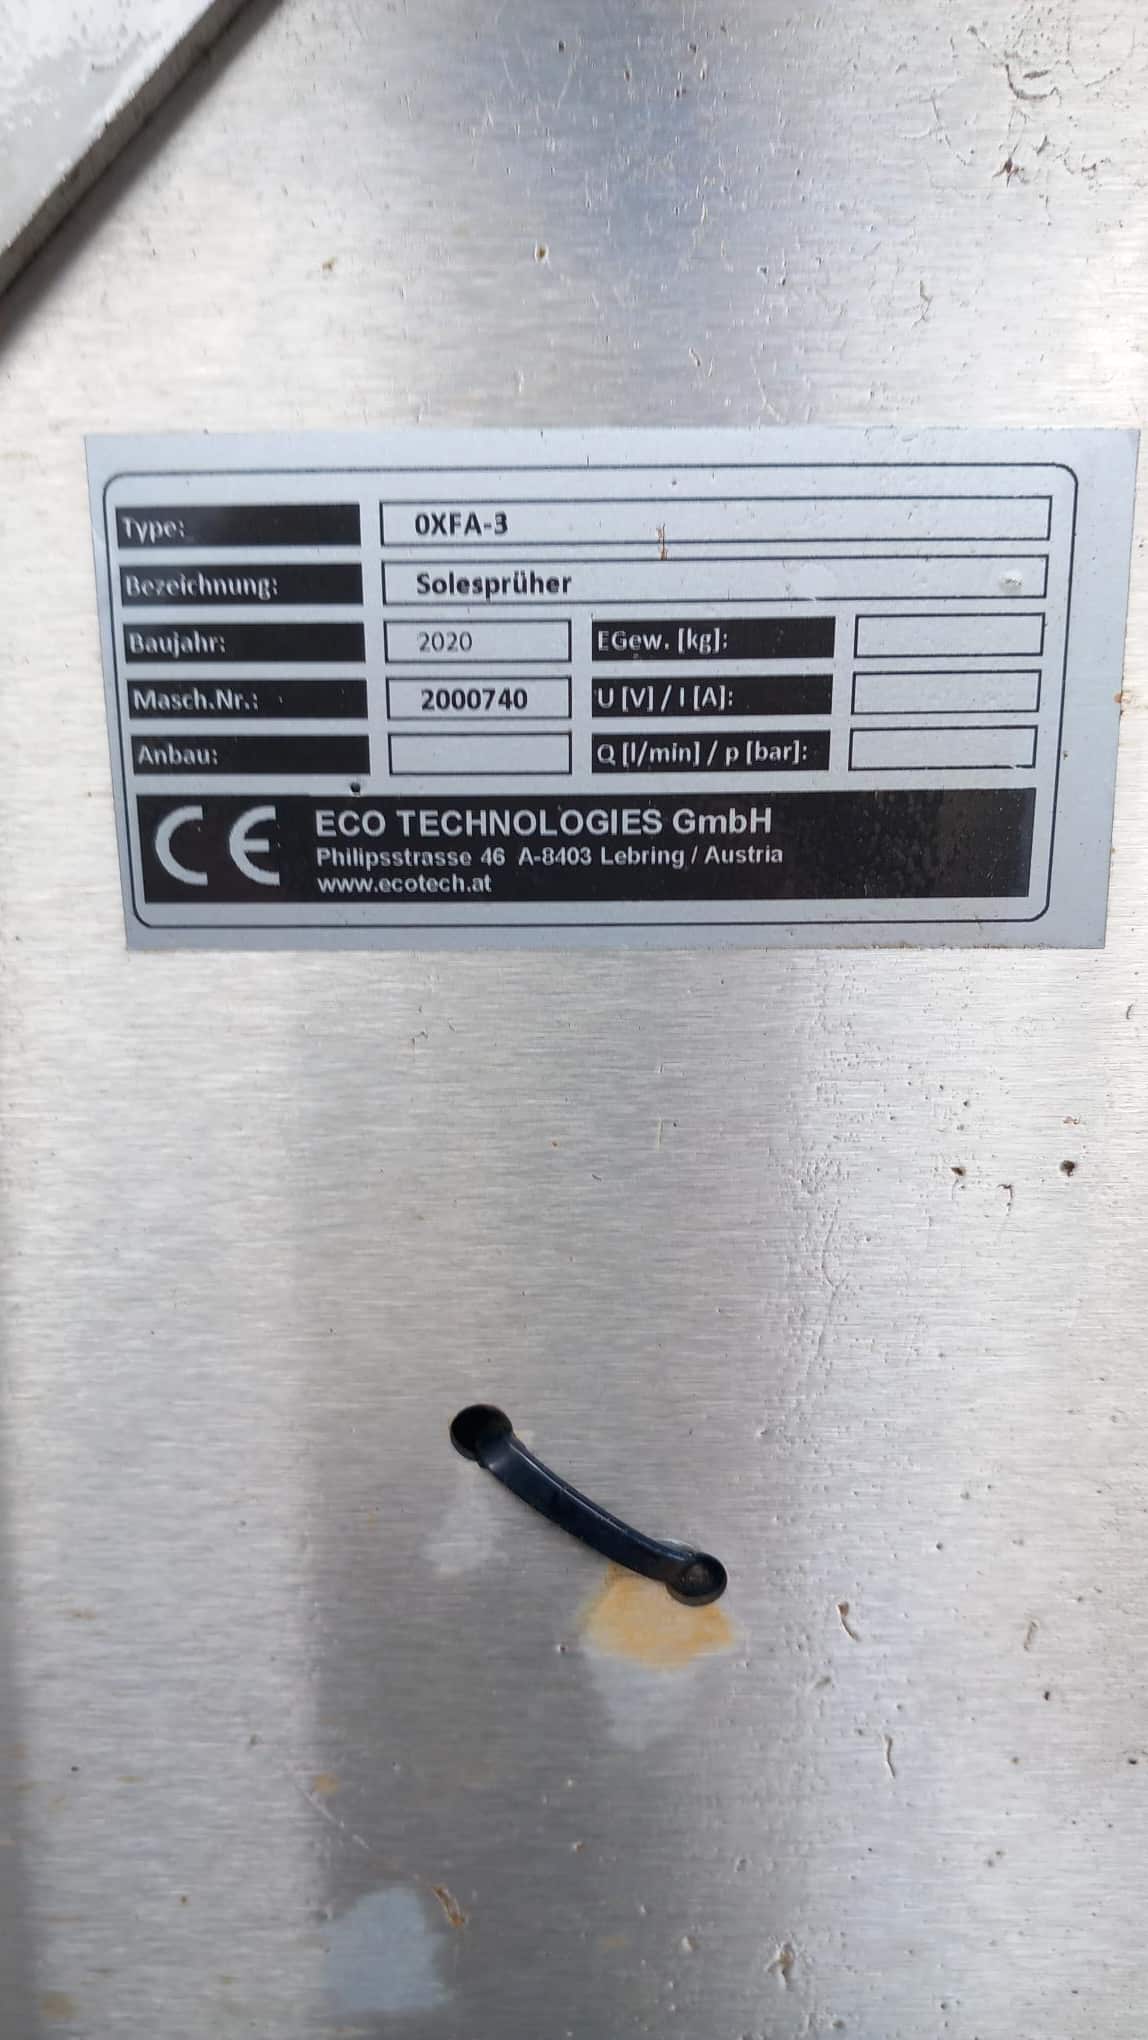 Type: 0XFA-3
Bezeichnung: Solesprüher
Baujahr: 2020 EGew. [kg]:
Masch.Nr.: 2000740 U [V] / I [A]:
Anbau: Q [l/min] / p [bar]:
CE ECO TECHNOLOGIES GmbH
Philipsstrasse 46 A-8403 Lebring / Austria
www.ecotech.at